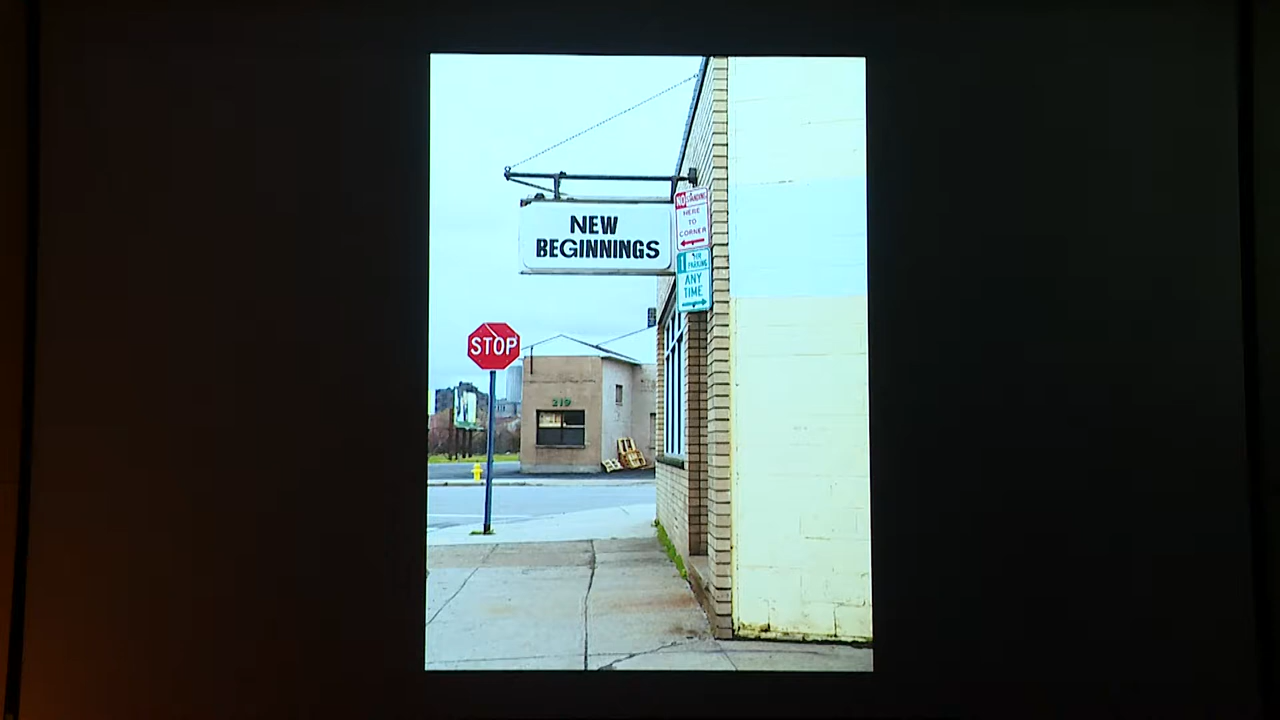 NEW
BEGINNINGS
NO STANDING
HERE
TO
CORNER
1 HR
PARKING
ANY
TIME
STOP
219